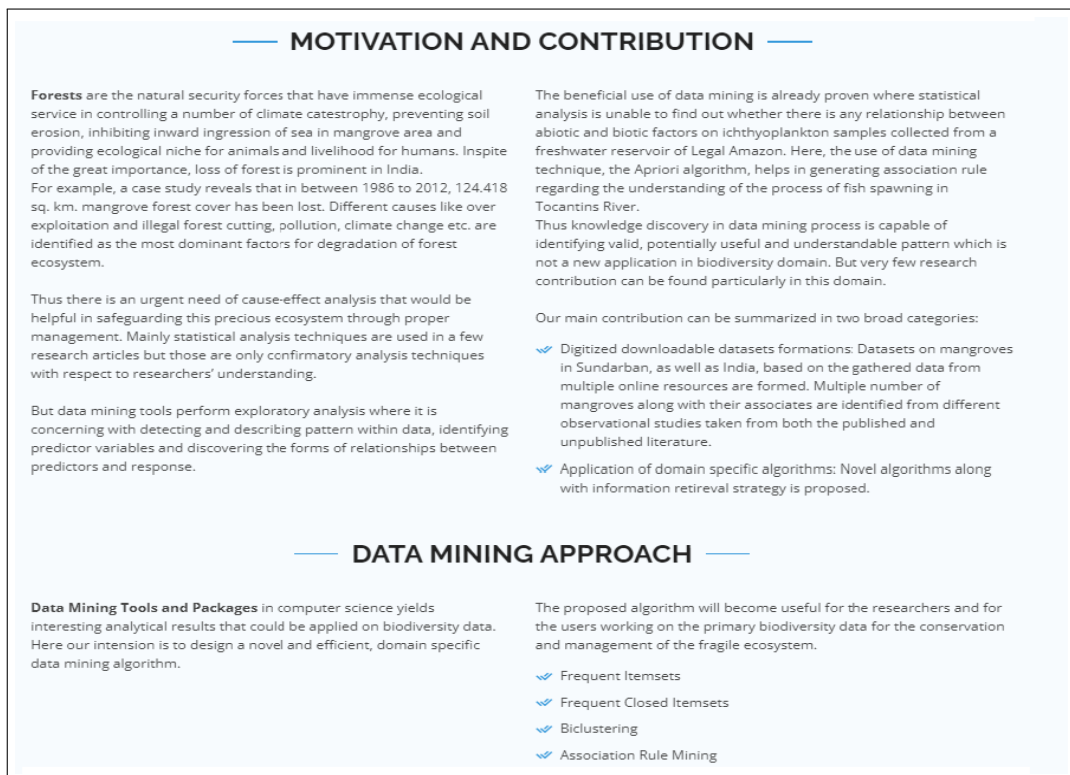 MOTIVATION AND CONTRIBUTION
Forests are the natural security forces that have immense ecological
service in controlling a number of climate catestrophy, preventing soil
erosion, inhibiting inward ingression of sea in mangrove area and
providing ecological niche for animals and livelihood for humans. Inspite
of the great importance, loss of forest is prominent in India.
For example, a case study reveals that in between 1986 to 2012, 124.418
sq. km. mangrove forest cover has been lost. Different causes like over
exploitation and illegal forest cutting, pollution, climate change etc. are
identified as the most dominant factors for degradation of forest
ecosystem.
Thus there is an urgent need of cause-effect analysis that would be
helpful in safeguarding this precious ecosystem through proper
management. Mainly statistical analysis techniques are used in a few
research articles but those are only confirmatory analysis techniques
with respect to researchers' understanding.
But data mining tools perform exploratory analysis where it is
concerning with detecting and describing pattern within data, identifying
predictor variables and discovering the forms of relationships between
predictors and response.
The beneficial use of data mining is already proven where statistical
analysis is unable to find out whether there is any relationship between
abiotic and biotic factors on ichthyoplankton samples collected from a
freshwater reservoir of Legal Amazon. Here, the use of data mining
technique, the Apriori algorithm, helps in generating association rule
regarding the understanding of the process of fish spawning in
Tocantins River.
Thus knowledge discovery in data mining process is capable of
identifying valid, potentially useful and understandable pattern which is
not a new application in biodiversity domain. But very few research
contribution can be found particularly in this domain.
Our main contribution can be summarized in two broad categories:
Digitized downloadable datasets formations: Datasets on mangroves
in Sundarban, as well as India, based on the gathered data from
multiple online resources are formed. Multiple number of
mangroves along with their associates are identified from different
observational studies taken from both the published and
unpublished literature.
Application of domain specific algorithms: Novel algorithms along
with information retireval strategy is proposed.
DATA MINING APPROACH
Data Mining Tools and Packages in computer science yields
interesting analytical results that could be applied on biodiversity data.
Here our intension is to design a novel and efficient, domain specific
data mining algorithm.
The proposed algorithm will become useful for the researchers and for
the users working on the primary biodiversity data for the conservation
and management of the fragile ecosystem.
Frequent Itemsets
Frequent Closed Itemsets
Biclustering
Association Rule Mining